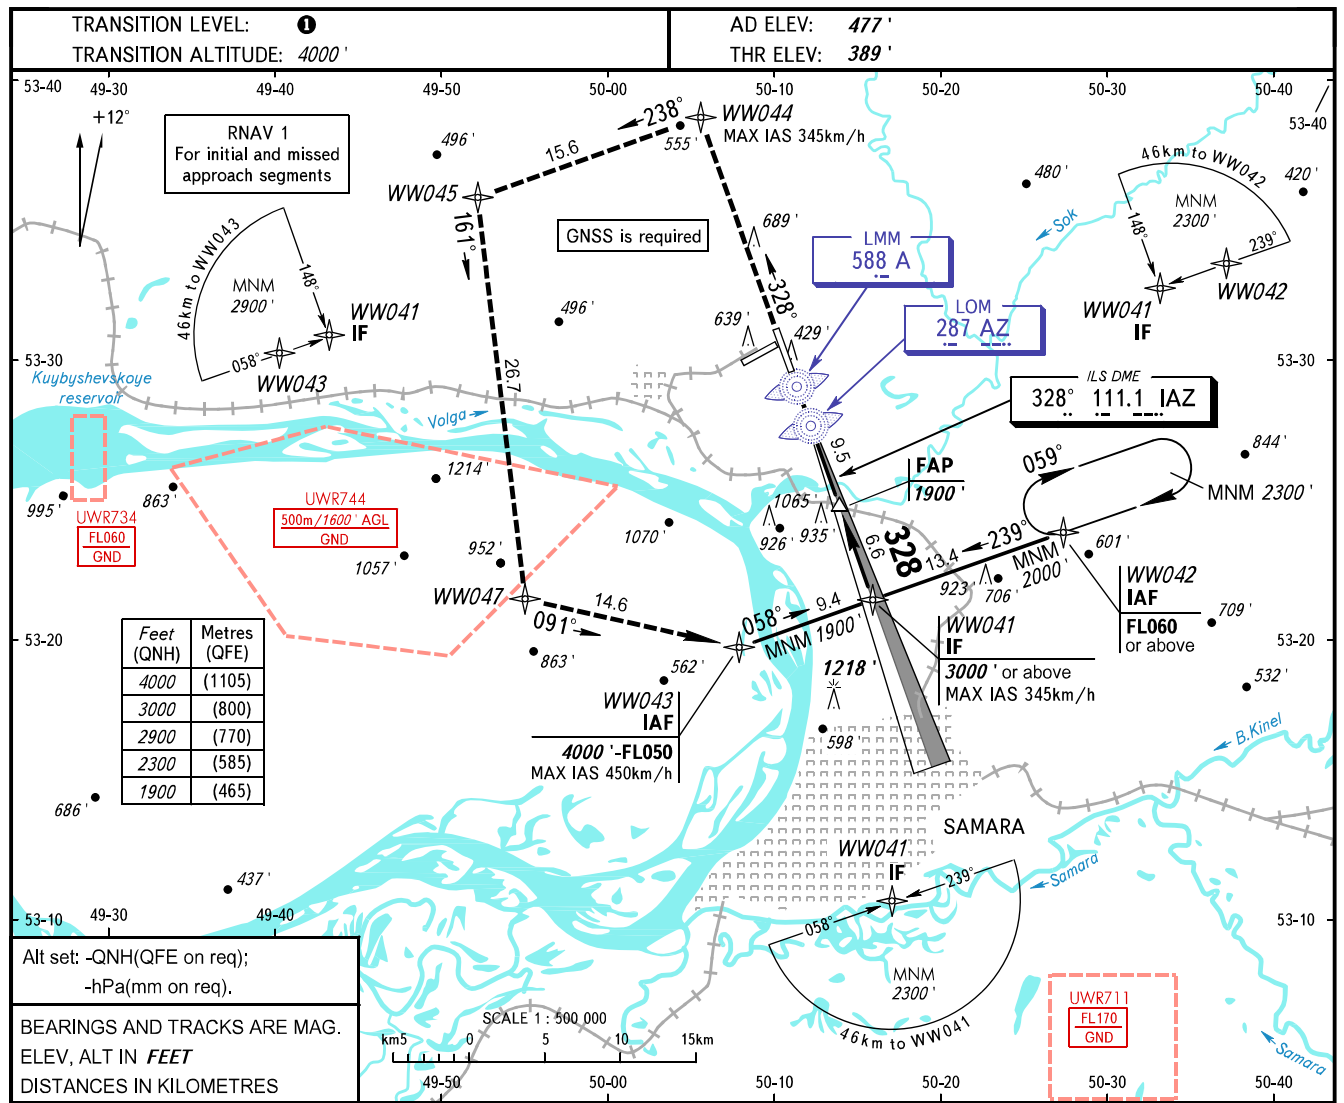 TRANSITION LEVEL: ❶
TRANSITION ALTITUDE: 4000 '
AD ELEV: 477 '
THR ELEV: 389 '
53-40
49-30
49-40
49-50
50-00
50-10
50-20
50-30
50-40
53-40
+12°
RNAV 1
For initial and missed
approach segments
496 '
15.6
238°
555 '
WW044
MAX IAS 345km/h
WW045
161°
GNSS is required
689 '
328°
LMM
588 A
LOM
287 AZ
480 '
Sok
46km to WW042
420 '
MNM
2300 '
148°
239°
WW041
IF
WW042
46km to WW043
MNM
2900 '
148°
WW041
IF
058°
WW043
496 '
639 '
429 '
53-30
53-30
Kuybyshevskoye
reservoir
26.7
Volga
ILS DME
328° 111.1 IAZ
9.5
FAP
1900 '
059°
844 '
MNM 2300 '
1214 '
UWR744
500m/1600 ' AGL
GND
863 '
995 '
UWR734
FL060
GND
1065 '
926 '
935 '
1070 '
952 '
1057 '
6.6
328
239°
13.4
MNM
2000 '
601 '
923 '
706 '
WW042
IAF
FL060
or above
709 '
WW047
091°
14.6
058°
9.4
MNM 1900 '
WW041
IF
3000 ' or above
MAX IAS 345km/h
53-20
53-20
Feet
(QNH)
Metres
(QFE)
4000 (1105)
3000 (800)
2900 (770)
2300 (585)
1900 (465)
863 '
562 '
1218 '
532 '
WW043
IAF
4000 '-FL050
MAX IAS 450km/h
598 '
B.Kinel
686 '
SAMARA
WW041
IF
239°
058°
Samara
437 '
53-10
49-30
49-40
53-10
MNM
2300 '
46km to WW041
UWR711
FL170
GND
Samara
Alt set: -QNH(QFE on req);
-hPa(mm on req).
BEARINGS AND TRACKS ARE MAG.
ELEV, ALT IN FEET
DISTANCES IN KILOMETRES
SCALE 1 : 500 000
km5 0 5 10 15km
49-50
50-00
50-10
50-20
50-30
50-40